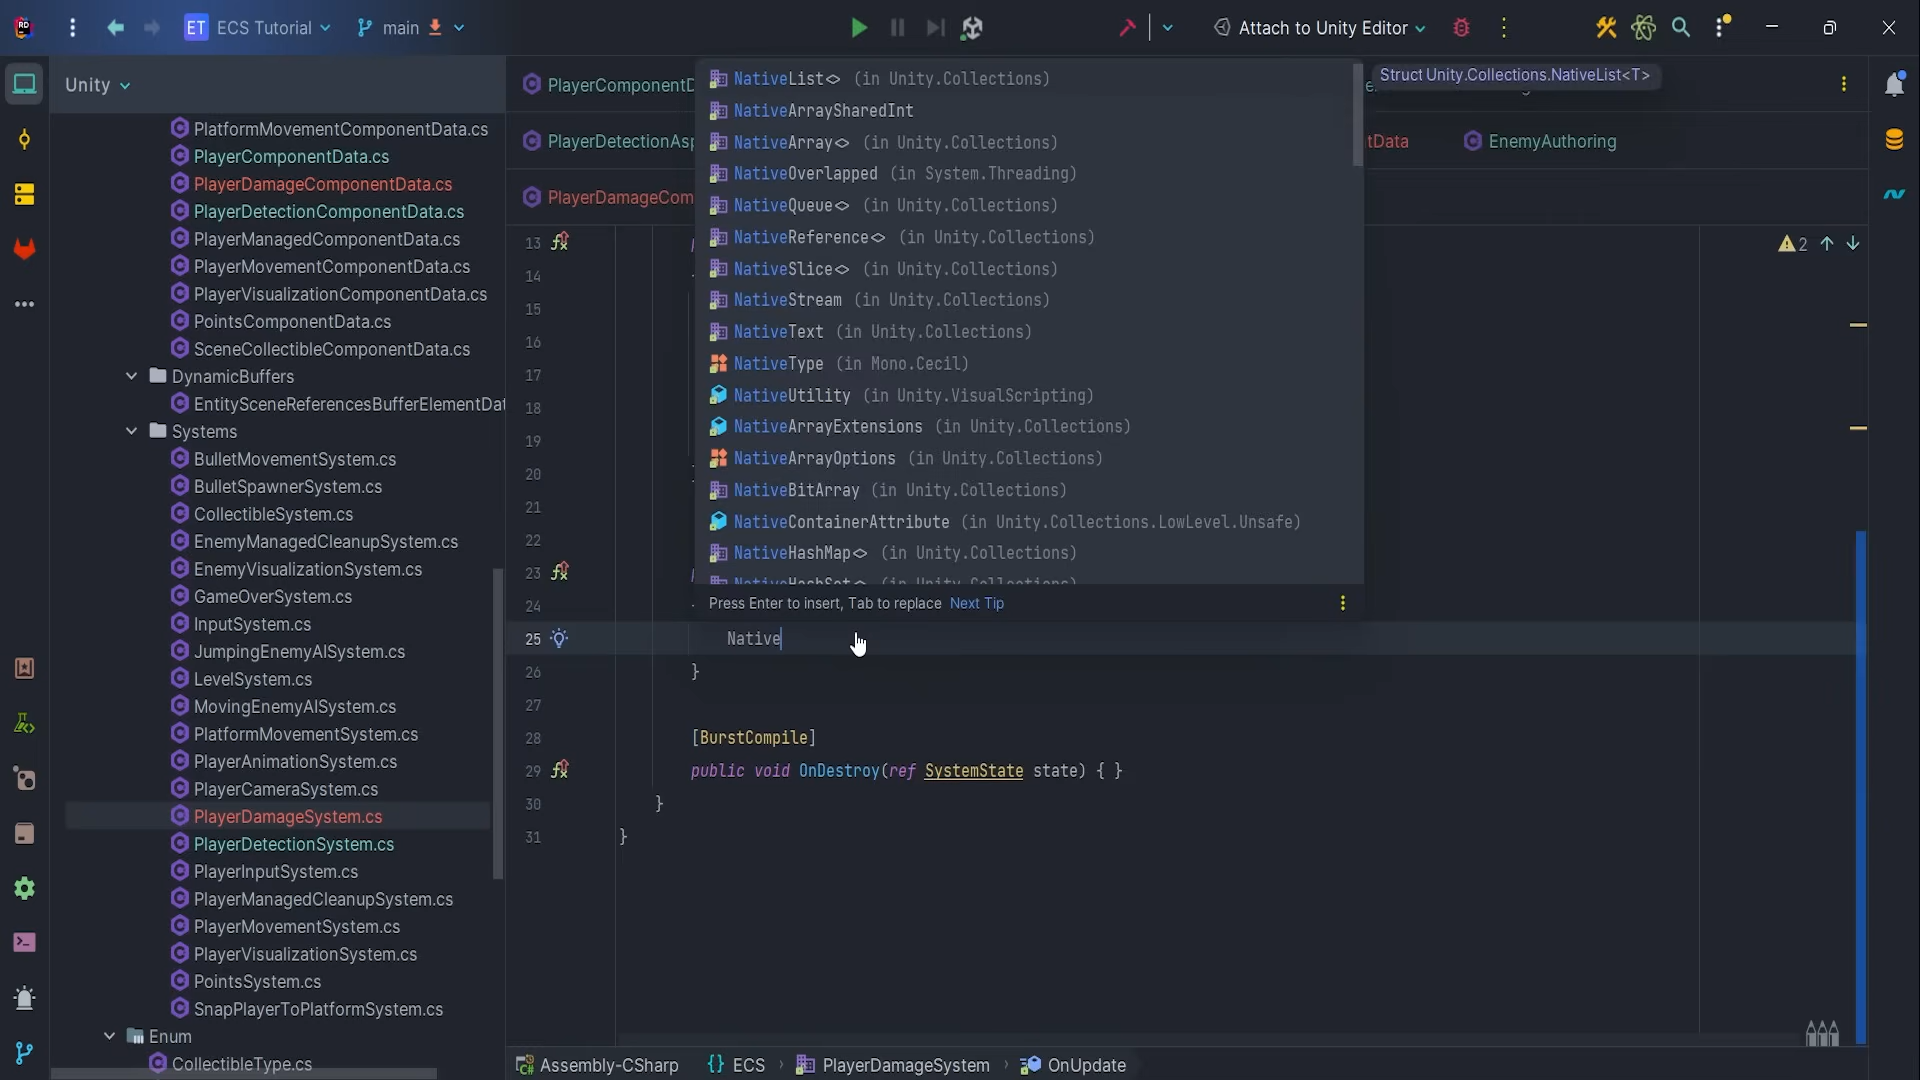 ET ECS Tutorial main Attach to Unity Editor
Unity
PlatformMovementComponentData.cs
PlayerComponentData.cs
PlayerDamageComponentData.cs
PlayerDetectionComponentData.cs
PlayerManagedComponentData.cs
PlayerMovementComponentData.cs
PlayerVisualizationComponentData.cs
PointsComponentData.cs
SceneCollectibleComponentData.cs
DynamicBuffers
EntitySceneReferencesBufferElementDat
Systems
BulletMovementSystem.cs
BulletSpawnerSystem.cs
CollectibleSystem.cs
EnemyManagedCleanupSystem.cs
EnemyVisualizationSystem.cs
GameOverSystem.cs
InputSystem.cs
JumpingEnemyAISystem.cs
LevelSystem.cs
MovingEnemyAISystem.cs
PlatformMovementSystem.cs
PlayerAnimationSystem.cs
PlayerCameraSystem.cs
PlayerDamageSystem.cs
PlayerDetectionSystem.cs
PlayerInputSystem.cs
PlayerManagedCleanupSystem.cs
PlayerMovementSystem.cs
PlayerVisualizationSystem.cs
PointsSystem.cs
SnapPlayerToPlatformSystem.cs
Enum
CollectibleType.cs
PlayerComponentD
PlayerDetectionAsp tData EnemyAuthoring
PlayerDamageCom
NativeList<> (in Unity.Collections)
Struct Unity.Collections.NativeList<T>
NativeArraySharedInt
NativeArray<> (in Unity.Collections)
NativeOverlapped (in System.Threading)
NativeQueue<> (in Unity.Collections)
NativeReference<> (in Unity.Collections)
NativeSlice<> (in Unity.Collections)
NativeStream (in Unity.Collections)
NativeText (in Unity.Collections)
NativeType (in Mono.Cecil)
NativeUtility (in Unity.VisualScripting)
NativeArrayExtensions (in Unity.Collections)
NativeArrayOptions (in Unity.Collections)
NativeBitArray (in Unity.Collections)
NativeContainerAttribute (in Unity.Collections.LowLevel.Unsafe)
NativeHashMap<> (in Unity.Collections)
NativeHashSet<> (in Unity.Collections)
Press Enter to insert, Tab to replace Next Tip
2
13
14
15
16
17
18
19
20
21
22
23
24
25 Native
26 }
27
28 [BurstCompile]
29 public void OnDestroy(ref SystemState state) { }
30 }
31 }
Assembly-CSharp {} ECS PlayerDamageSystem OnUpdate